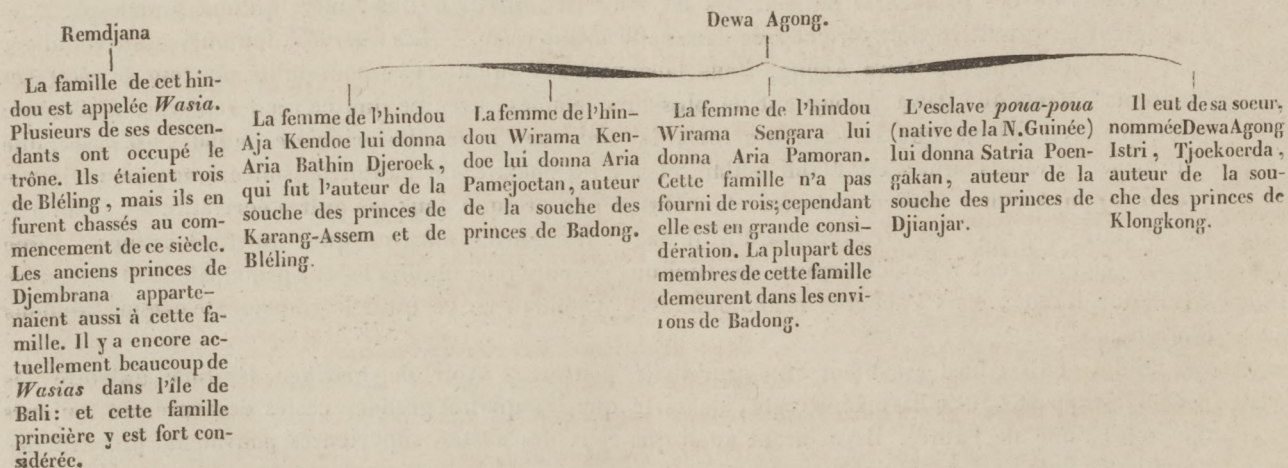 Remdjana
La famille de cet hin-
dou est appelée Wasia.
Plusieurs de ses descen-
dants ont occupé le
trône. Ils étaient rois
de Bléling, mais ils en
furent chassés au com-
mencement de ce siècle.
Les anciens princes de
Djembrana apparte-
naient aussi à cette fa-
mille. Il y a encore ac-
tuellement beaucoup de
Wasias dans l'île de
Bali: et cette famille
princière y est fort con-
sidérée.
Dewa Agong.
La femme de l'hindou
Aja Kendoc lui donna
Aria Bathin Djerock,
qui fut l'auteur de la
souche des princes de
Karang-Assem et de
Bléling.
La femme de l'hin-
dou Wirama Ken-
doc lui donna Aria
Pamejoctan, auteur
de la souche des
princes de Badong.
La femme de l'hindou
Wirama Sengara lui
donna Aria Pamoran.
Cette famille n'a pas
fourni de rois; cependant
elle est en grande consi-
dération. La plupart des
membres de cette famille
demeurent dans les envi-
rons de Badong.
L'esclave poua-poua
(native de la N. Guinée)
lui donna Satria Poen-
gakan, auteur de la
souche des princes de
Djianjar.
Il eut de sa soeur,
nommée Dewa Agong
Istri, Tjoekoerda,
auteur de la sou-
che des princes de
Klongkong.